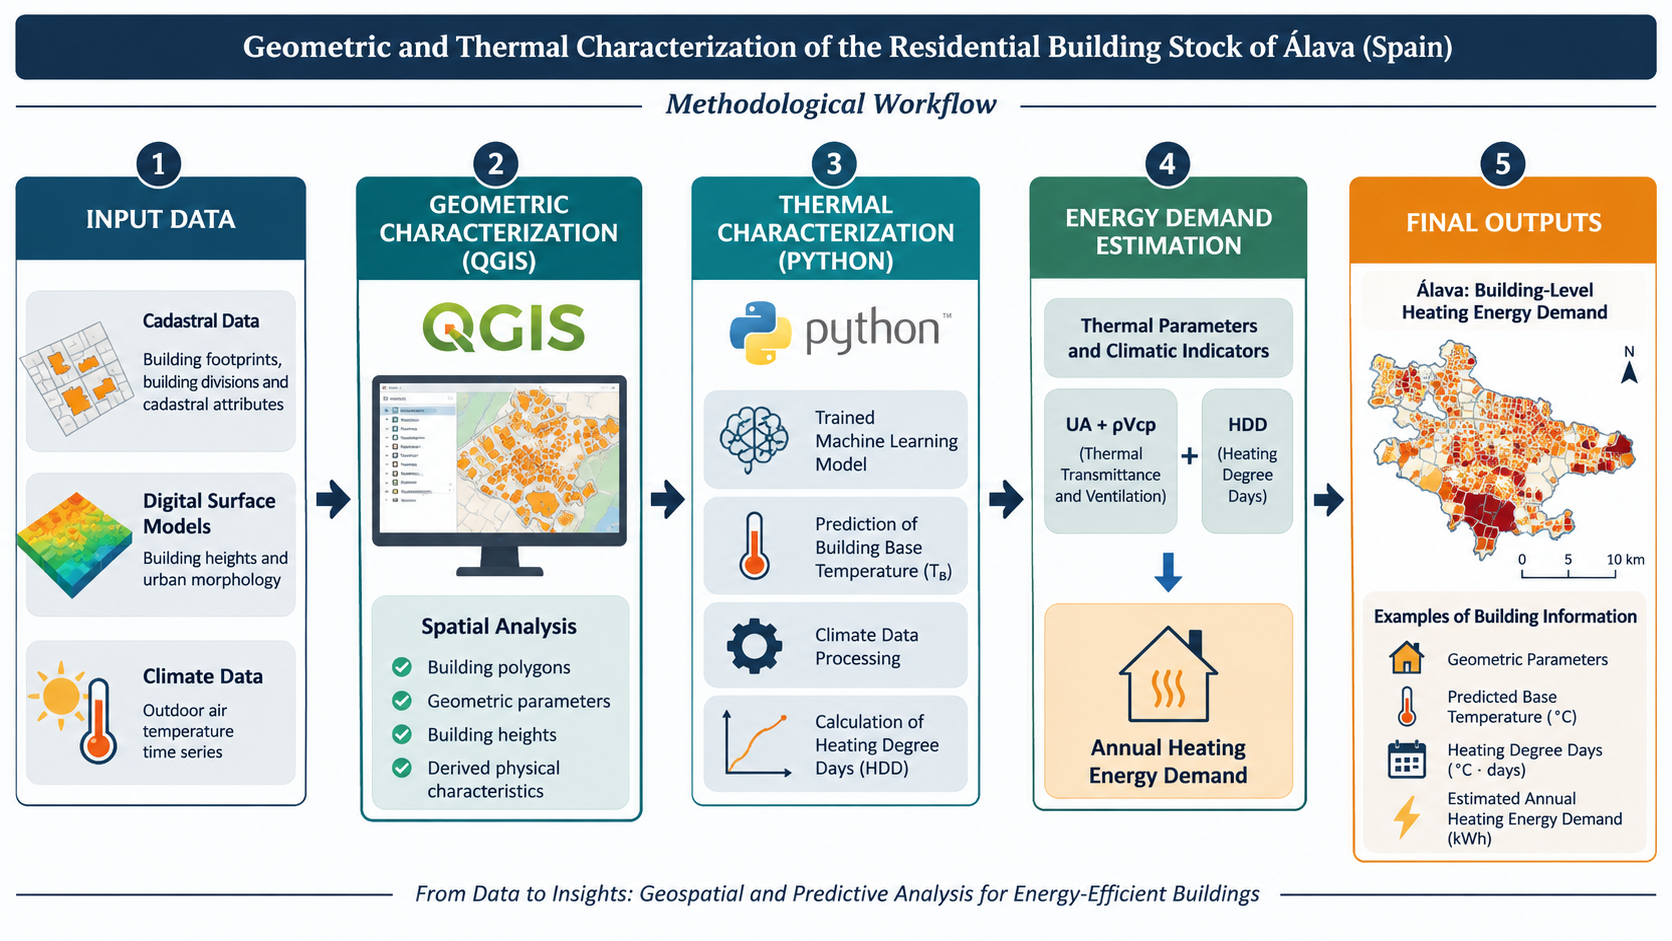 Geometric and Thermal Characterization of the Residential Building Stock of Álava (Spain)
Methodological Workflow
1
INPUT DATA
Cadastral Data
Building footprints,
building divisions and
cadastral attributes
Digital Surface
Models
Building heights and
urban morphology
Climate Data
Outdoor air
temperature
time series
2
GEOMETRIC
CHARACTERIZATION
(QGIS)
QGIS
Spatial Analysis
Building polygons
Geometric parameters
Building heights
Derived physical
characteristics
3
THERMAL
CHARACTERIZATION
(PYTHON)
python™
Trained
Machine Learning
Model
Prediction of
Building Base
Temperature (T_B)
Climate Data
Processing
Calculation of
Heating Degree
Days (HDD)
4
ENERGY DEMAND
ESTIMATION
Thermal Parameters
and Climatic Indicators
UA + ρVcp
(Thermal
Transmittance
and Ventilation)
+
HDD
(Heating
Degree
Days)
Annual Heating
Energy Demand
5
FINAL OUTPUTS
Álava: Building-Level
Heating Energy Demand
N
0 5 10 km
Examples of Building Information
Geometric Parameters
Predicted Base
Temperature (°C)
Heating Degree Days
(°C · days)
Estimated Annual
Heating Energy Demand
(kWh)
From Data to Insights: Geospatial and Predictive Analysis for Energy-Efficient Buildings